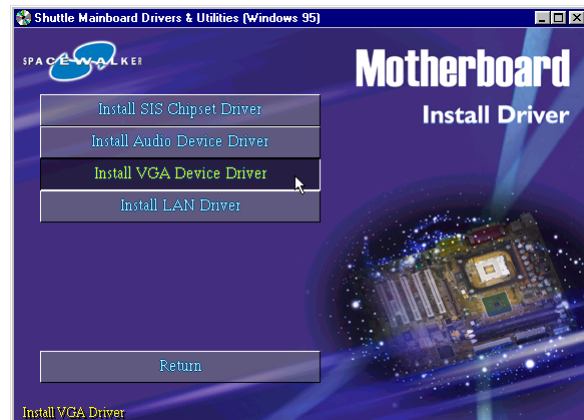 Shuttle Mainboard Drivers & Utilities (Windows 95)
SPACEWALKER
Motherboard
Install Driver
Install SIS Chipset Driver
Install Audio Device Driver
Install VGA Device Driver
Install LAN Driver
Return
Install VGA Driver